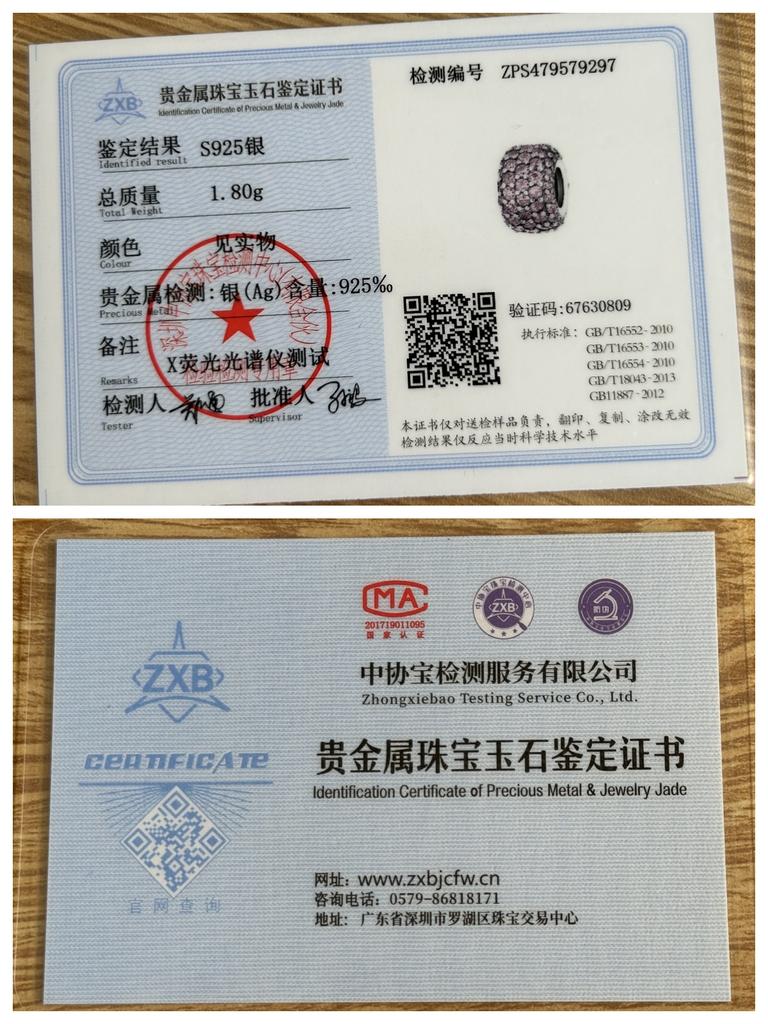 ZXB
贵金属珠宝玉石鉴定证书
Identification Certificate of Precious Metal & Jewelry Jade
鉴定结果 S925银
Identified result
总质量 1.80g
Total Weight
颜色 见实物
Colour
贵金属检测:银(Ag)含量:925‰
Precious Metal
备注
X荧光光谱仪测试
Remarks
检测人 批准人
Tester Supervisor
检测编号 ZPS479579297
验证码:67630809
执行标准: GB/T16552-2010
GB/T16553-2010
GB/T16554-2010
GB/T18043-2013
GB11887-2012
本证书仅对送检样品负责,翻印、复制、涂改无效
检测结果仅反应当时科学技术水平
ZXB
CERTIFICATE
官网查询
MA
201719011095
国家认证
ZXB
中协宝检测服务有限公司
Zhongxiebao Testing Service Co., Ltd.
贵金属珠宝玉石鉴定证书
Identification Certificate of Precious Metal & Jewelry Jade
网址: www.zxbjcfw.cn
咨询电话: 0579-86818171
地址: 广东省深圳市罗湖区珠宝交易中心